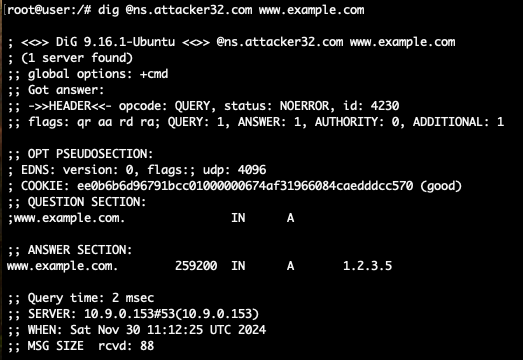 [root@user:/# dig @ns.attacker32.com www.example.com
; <<>> DiG 9.16.1-Ubuntu <<>> @ns.attacker32.com www.example.com
; (1 server found)
;; global options: +cmd
;; Got answer:
;; ->>HEADER<<- opcode: QUERY, status: NOERROR, id: 4230
;; flags: qr aa rd ra; QUERY: 1, ANSWER: 1, AUTHORITY: 0, ADDITIONAL: 1
;; OPT PSEUDOSECTION:
; EDNS: version: 0, flags:; udp: 4096
; COOKIE: ee0b6b6d96791bcc01000000674af31966084caedddcc570 (good)
;; QUESTION SECTION:
;www.example.com. IN A
;; ANSWER SECTION:
www.example.com. 259200 IN A 1.2.3.5
;; Query time: 2 msec
;; SERVER: 10.9.0.153#53(10.9.0.153)
;; WHEN: Sat Nov 30 11:12:25 UTC 2024
;; MSG SIZE rcvd: 88